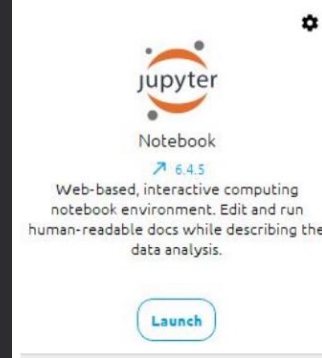 jupyter
Notebook
6.4.5
Web-based, interactive computing
notebook environment. Edit and run
human-readable docs while describing the
data analysis.
Launch